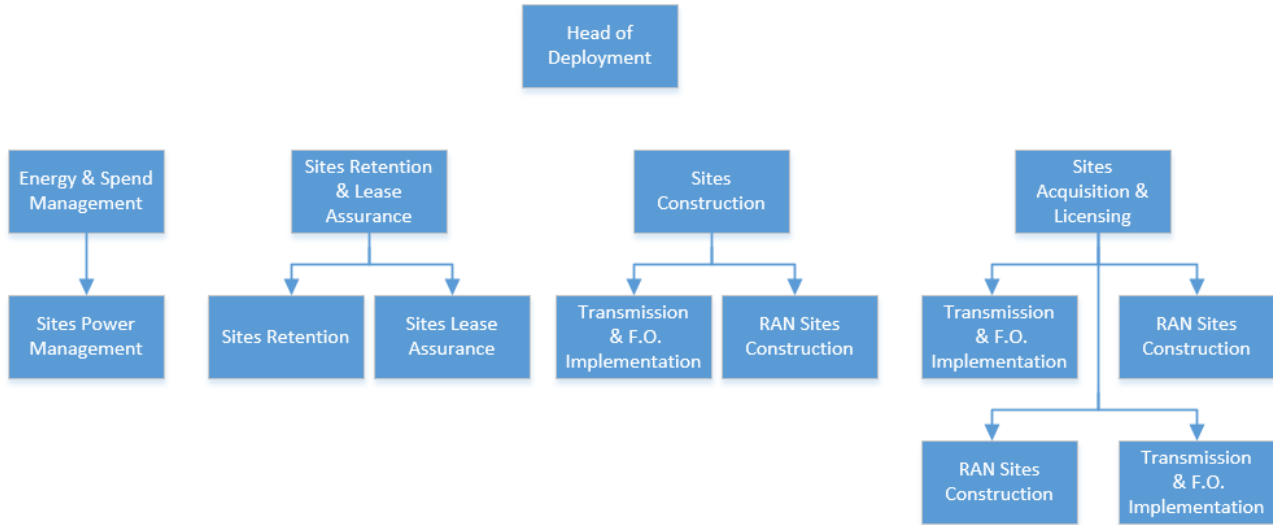 Head of
Deployment
Energy & Spend
Management
Sites Retention
& Lease
Assurance
Sites
Construction
Sites
Acquisition &
Licensing
Sites Power
Management
Sites Retention
Sites Lease
Assurance
Transmission
& F.O.
Implementation
RAN Sites
Construction
Transmission
& F.O.
Implementation
RAN Sites
Construction
RAN Sites
Construction
Transmission
& F.O.
Implementation